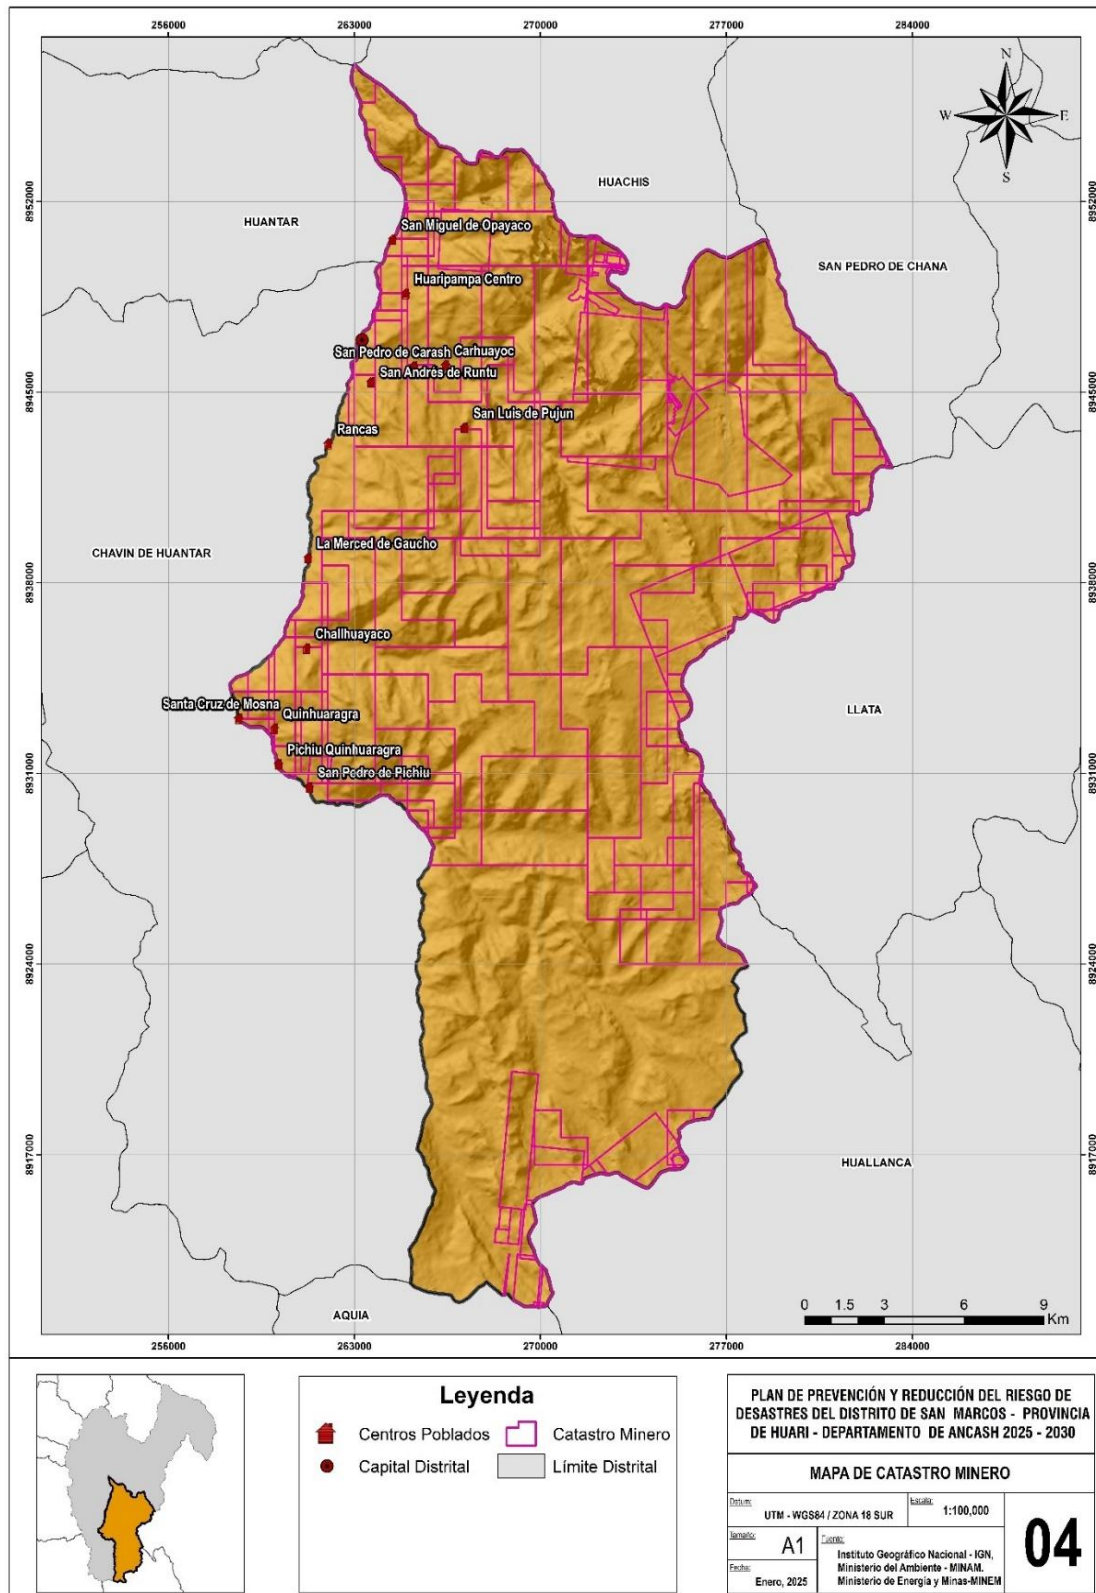 256000 263000 270000 277000 284000
N
W E
S
8952000 8952000
HUACHIS
HUANTAR
San Miguel de Opayaco
SAN PEDRO DE CHANA
Huaripampa Centro
San Pedro de Carash Carhuayoc
San Andrés de Runtu
8945000 8945000
San Luis de Pujun
Rancas
CHAVIN DE HUANTAR
La Merced de Gaucho
8938000 8938000
Challhuayaco
Santa Cruz de Mosna
Quinhuaragra
LLATA
Pichiu Quinhuaragra
San Pedro de Pichiu
8931000 8931000
8924000 8924000
8917000 8917000
HUALLANCA
AQUIA
0 1.5 3 6 9
Km
256000 263000 270000 277000 284000
Leyenda
Centros Poblados Catastro Minero
Capital Distrital Límite Distrital
PLAN DE PREVENCIÓN Y REDUCCIÓN DEL RIESGO DE
DESASTRES DEL DISTRITO DE SAN MARCOS - PROVINCIA
DE HUARI - DEPARTAMENTO DE ANCASH 2025 - 2030
MAPA DE CATASTRO MINERO
Datum:
UTM - WGS84 / ZONA 18 SUR
Escala:
1:100,000
Tamaño:
A1
Fecha:
Enero, 2025
Fuente:
Instituto Geográfico Nacional - IGN,
Ministerio del Ambiente - MINAM.
Ministerio de Energía y Minas-MINEM
04